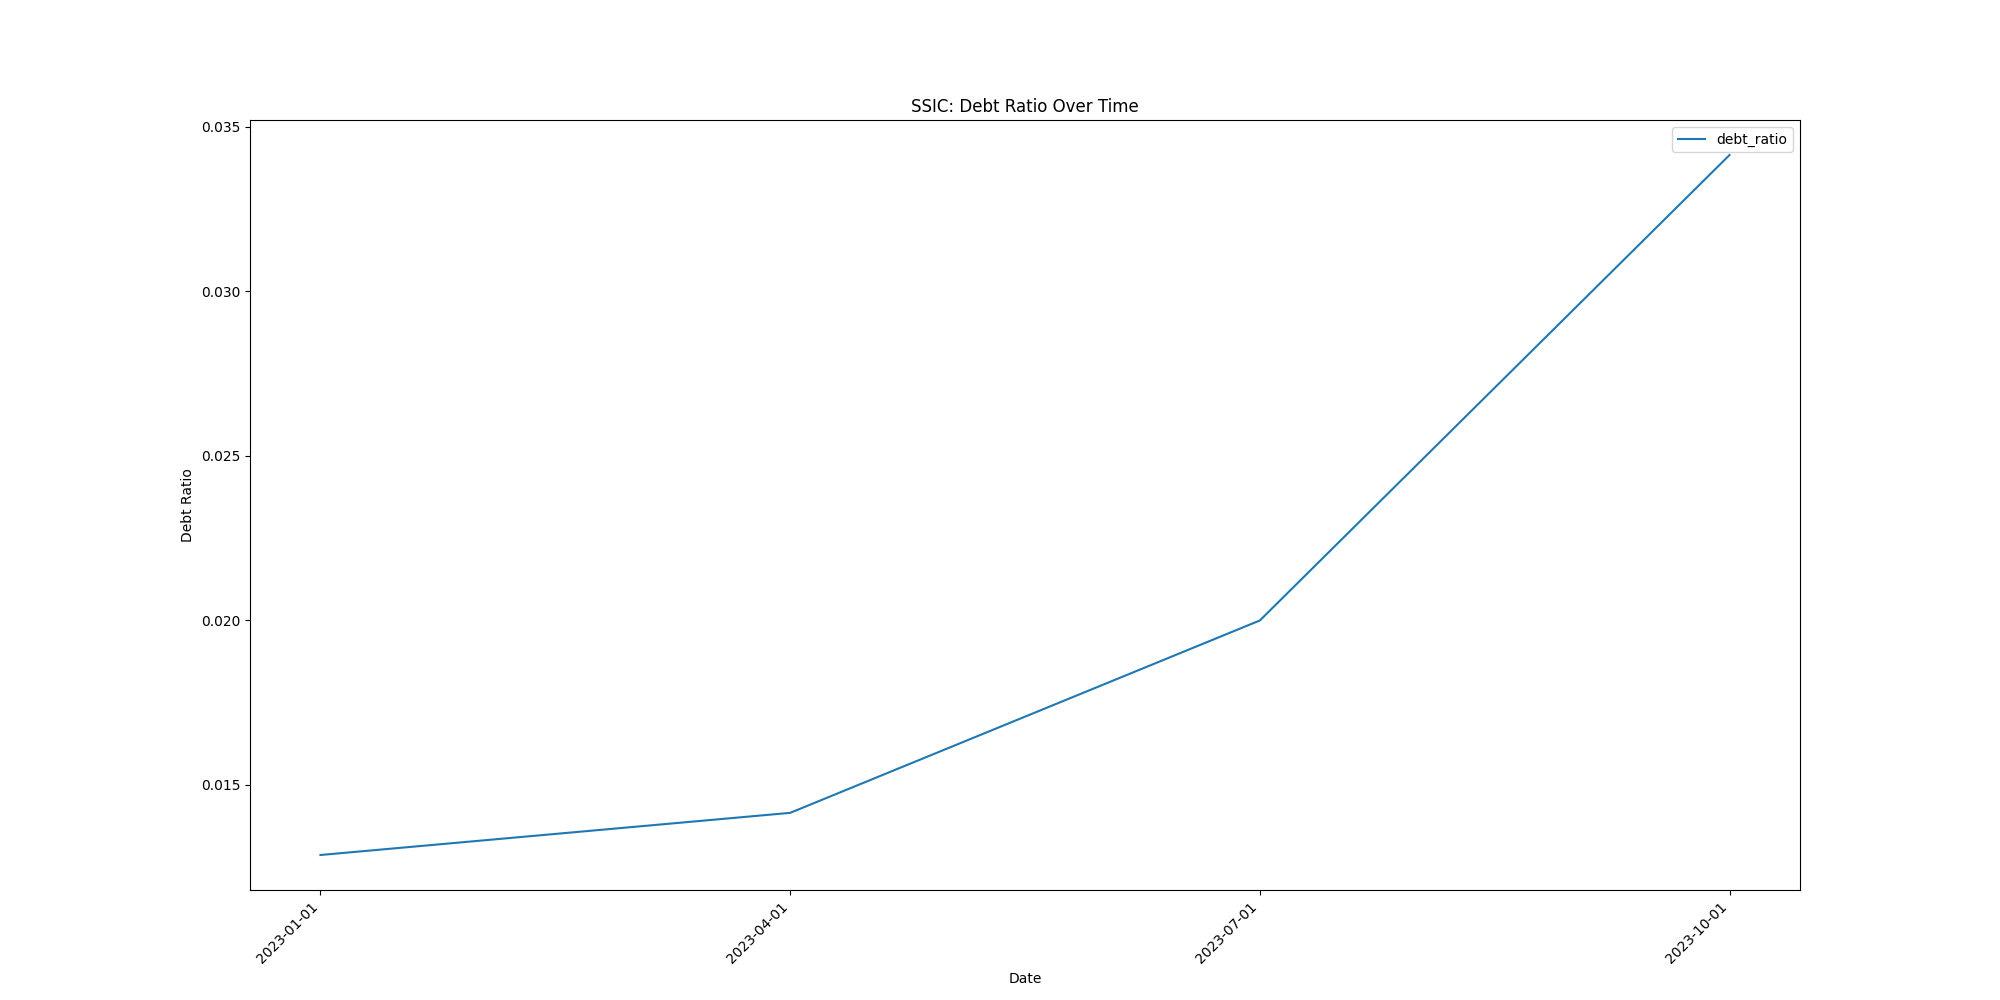 SSIC: Debt Ratio Over Time
debt_ratio
0.035
0.030
0.025
0.020
0.015
Debt Ratio
2023-01-01
2023-04-01
2023-07-01
2023-10-01
Date